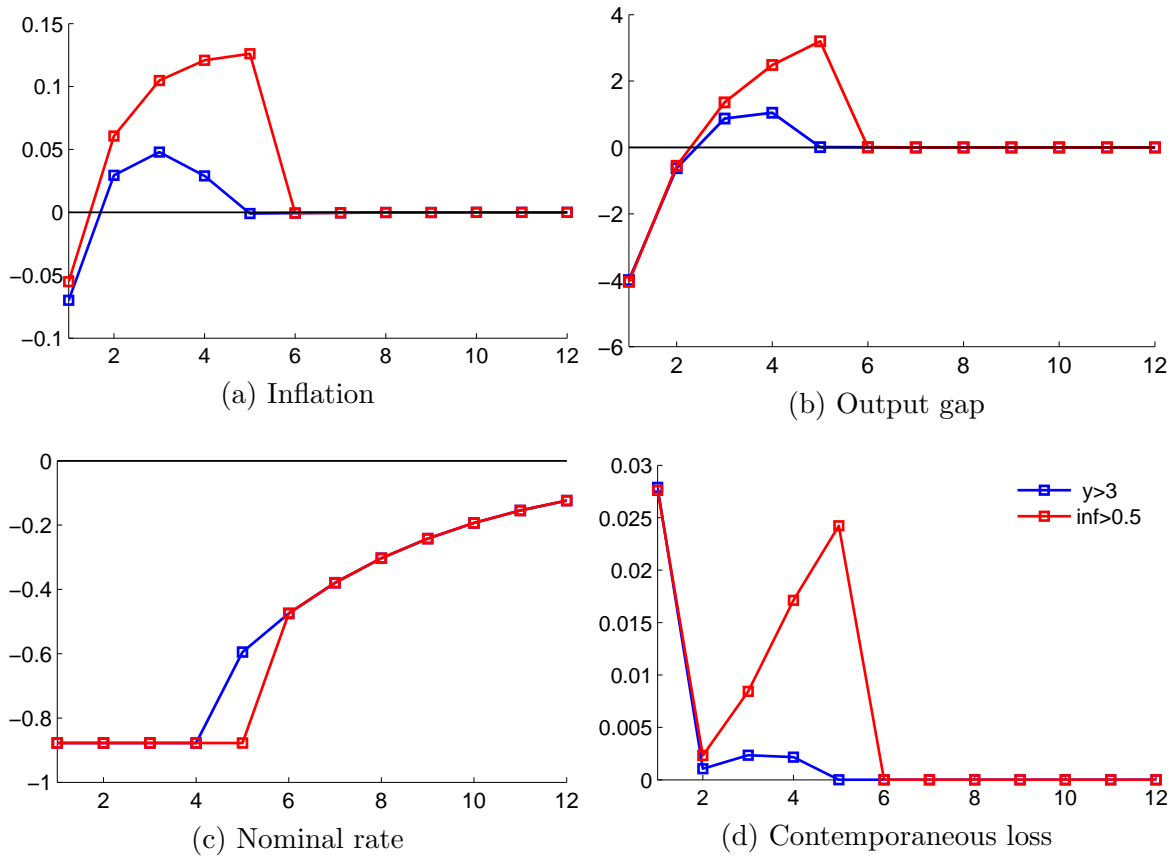 0.15
0.1
0.05
0
−0.05
−0.1
2 4 6 8 10 12
(a) Inflation
4
2
0
−2
−4
−6
2 4 6 8 10 12
(b) Output gap
0
−0.2
−0.4
−0.6
−0.8
−1
2 4 6 8 10 12
(c) Nominal rate
0.03
0.025
0.02
0.015
0.01
0.005
0
y>3
inf>0.5
2 4 6 8 10 12
(d) Contemporaneous loss